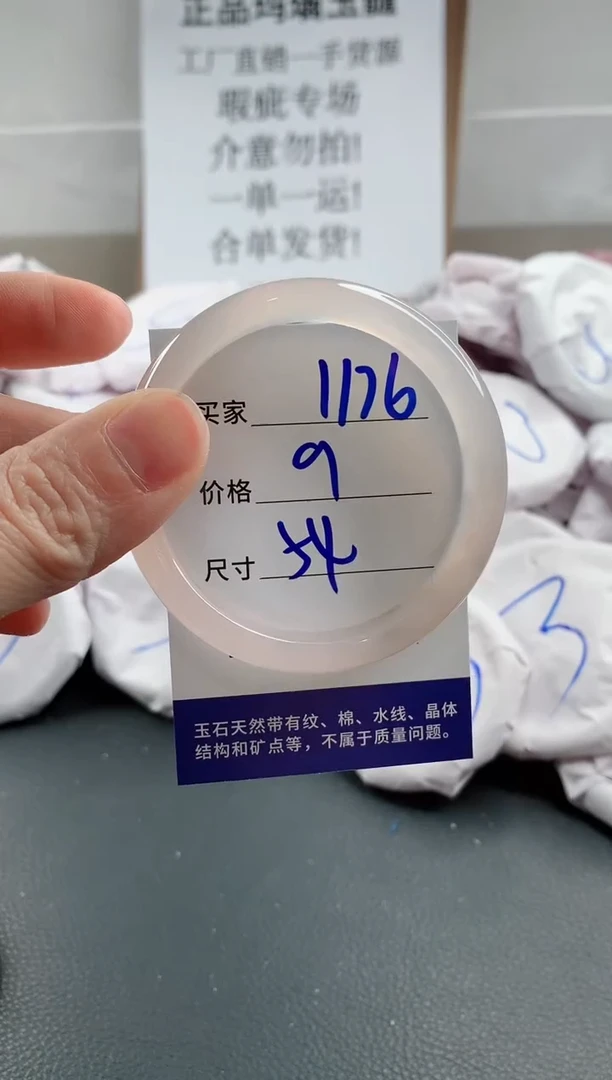 正品玛瑙玉镯
工厂直销一手货源
瑕疵专场
介意勿拍!
一单一运!
合单发货!
买家 1176
价格 9
尺寸 54
玉石天然带有纹、棉、水线、晶体
结构和矿点等，不属于质量问题。
3